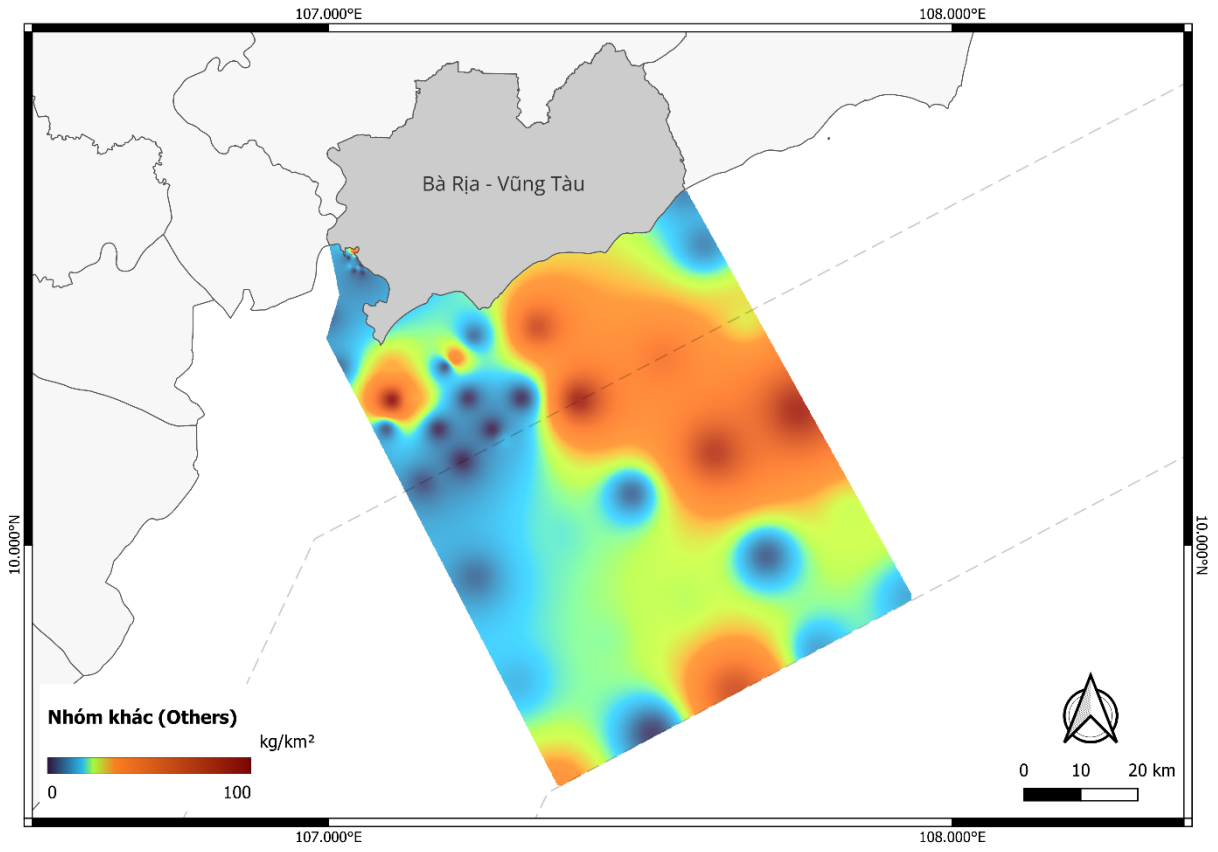 107.000°E
108.000°E
Bà Rịa - Vũng Tàu
10.000°N
10.000°N
Nhóm khác (Others)
kg/km²
0
100
0 10 20 km
107.000°E
108.000°E